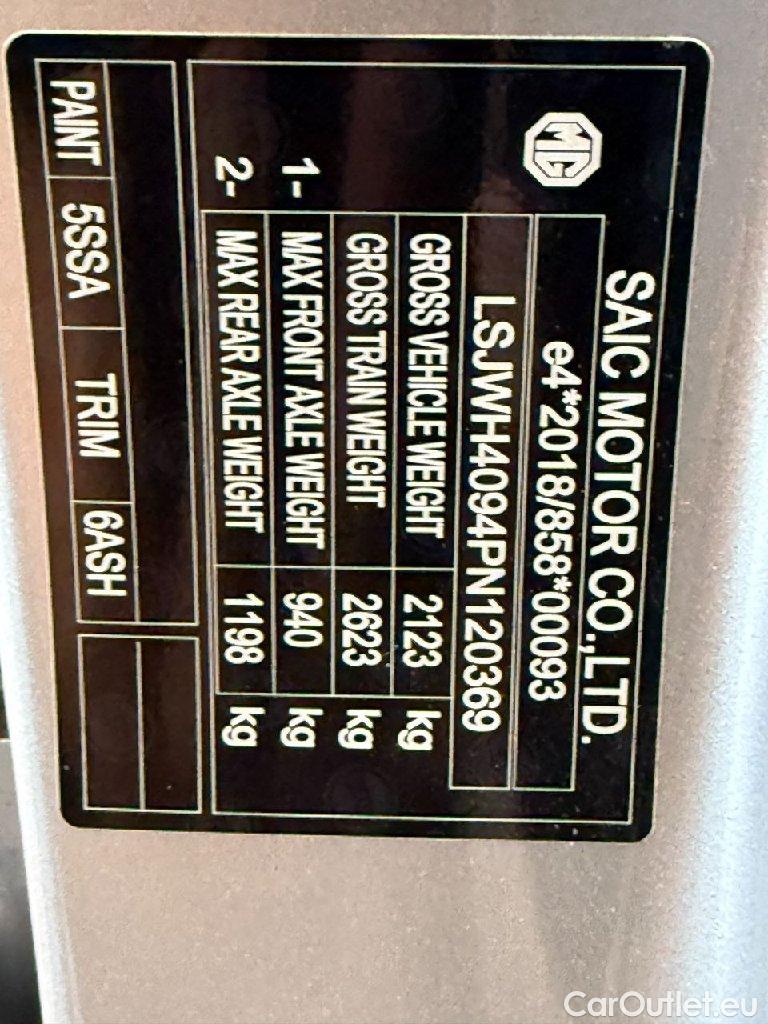 MG
SAIC MOTOR CO.,LTD.
e4*2018/858*00093
LSJWH4094PN120369
GROSS VEHICLE WEIGHT 2123 kg
GROSS TRAIN WEIGHT 2623 kg
1- MAX FRONT AXLE WEIGHT 940 kg
2- MAX REAR AXLE WEIGHT 1198 kg
PAINT 5SSA TRIM 6ASH
CarOutlet.eu